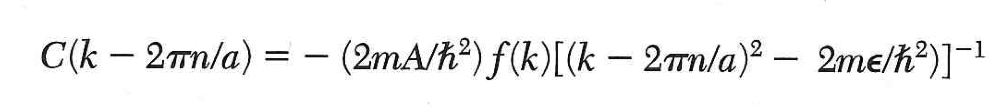 C(k − 2πn/a) = − (2mA/ℏ²) f(k)[(k − 2πn/a)² − 2mϵ/ℏ²)]⁻¹